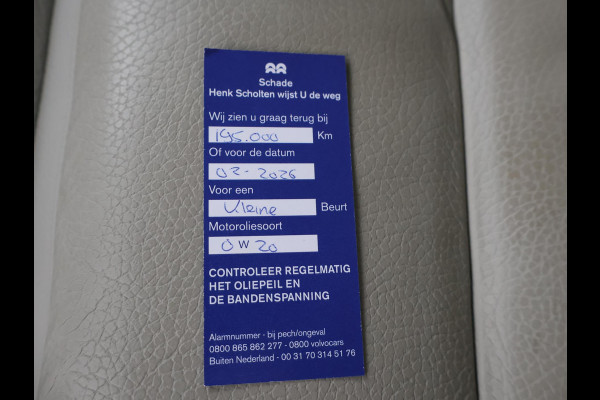 Schade
Henk Scholten wijst U de weg
Wij zien u graag terug bij
195.000 Km
Of voor de datum
02-2026
Voor een
Kleine Beurt
Motoroliesoort
0 W 20
CONTROLEER REGELMATIG
HET OLIEPEIL EN
DE BANDENSPANNING
Alarmnummer - bij pech/ongeval
0800 865 862 277 - 0800 volvocars
Buiten Nederland - 00 31 70 314 51 76